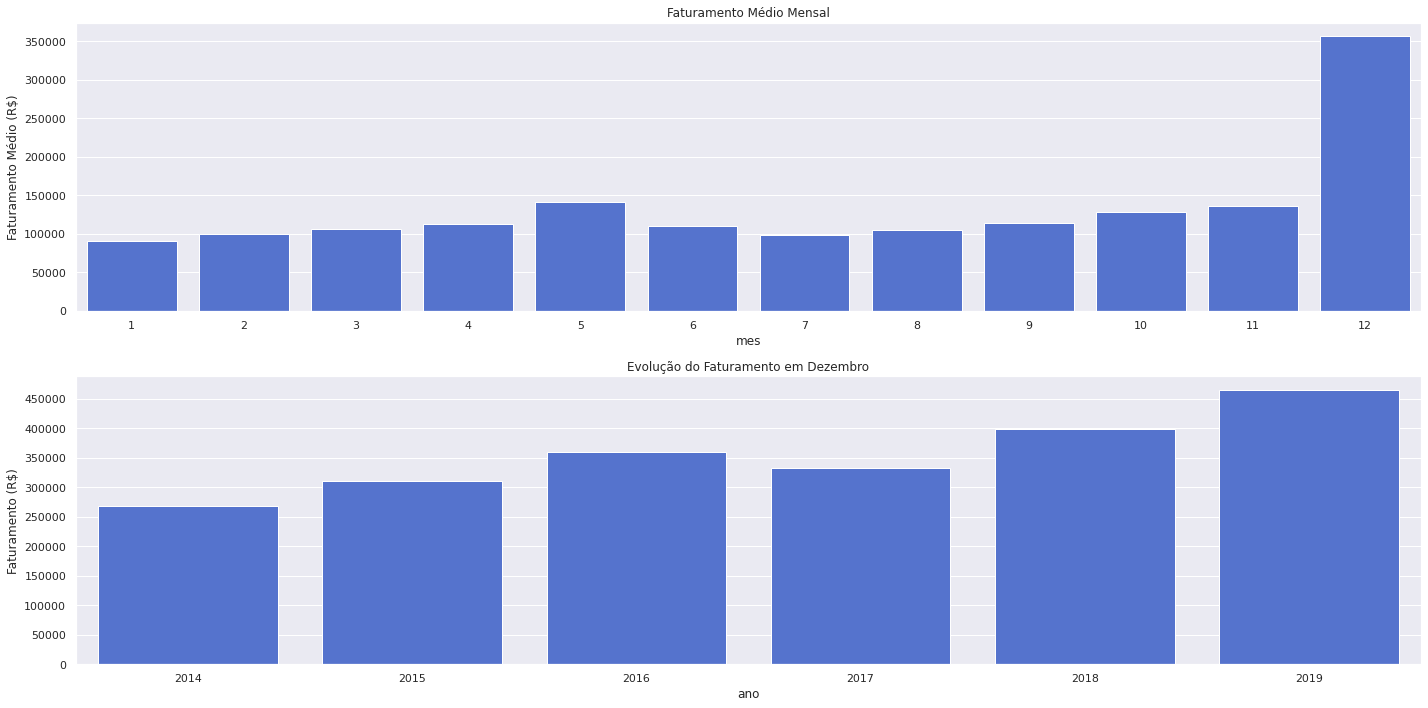 Faturamento Médio Mensal
Faturamento Médio (R$)
350000
300000
250000
200000
150000
100000
50000
0
1 2 3 4 5 6 7 8 9 10 11 12
mes
Evolução do Faturamento em Dezembro
Faturamento (R$)
450000
400000
350000
300000
250000
200000
150000
100000
50000
0
2014 2015 2016 2017 2018 2019
ano